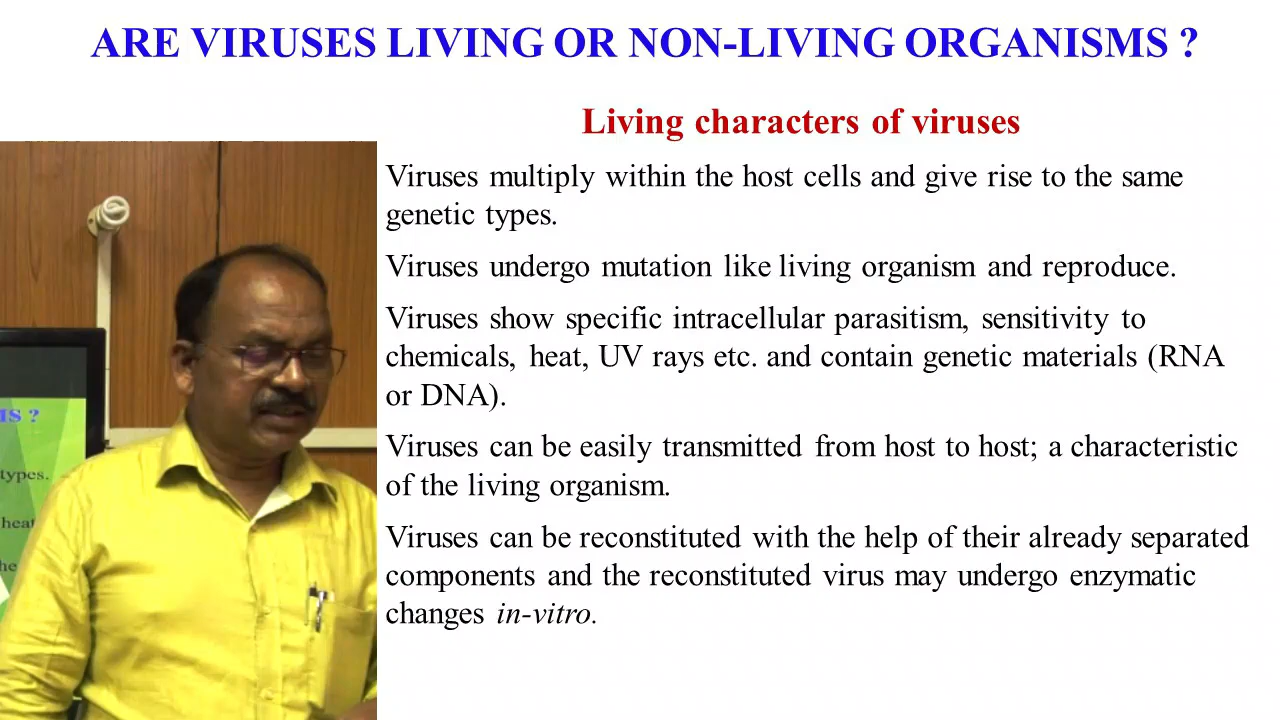 ARE VIRUSES LIVING OR NON-LIVING ORGANISMS ?
Living characters of viruses
Viruses multiply within the host cells and give rise to the same
genetic types.
Viruses undergo mutation like living organism and reproduce.
Viruses show specific intracellular parasitism, sensitivity to
chemicals, heat, UV rays etc. and contain genetic materials (RNA
or DNA).
Viruses can be easily transmitted from host to host; a characteristic
of the living organism.
Viruses can be reconstituted with the help of their already separated
components and the reconstituted virus may undergo enzymatic
changes in-vitro.
MS ?
types.
heat
he